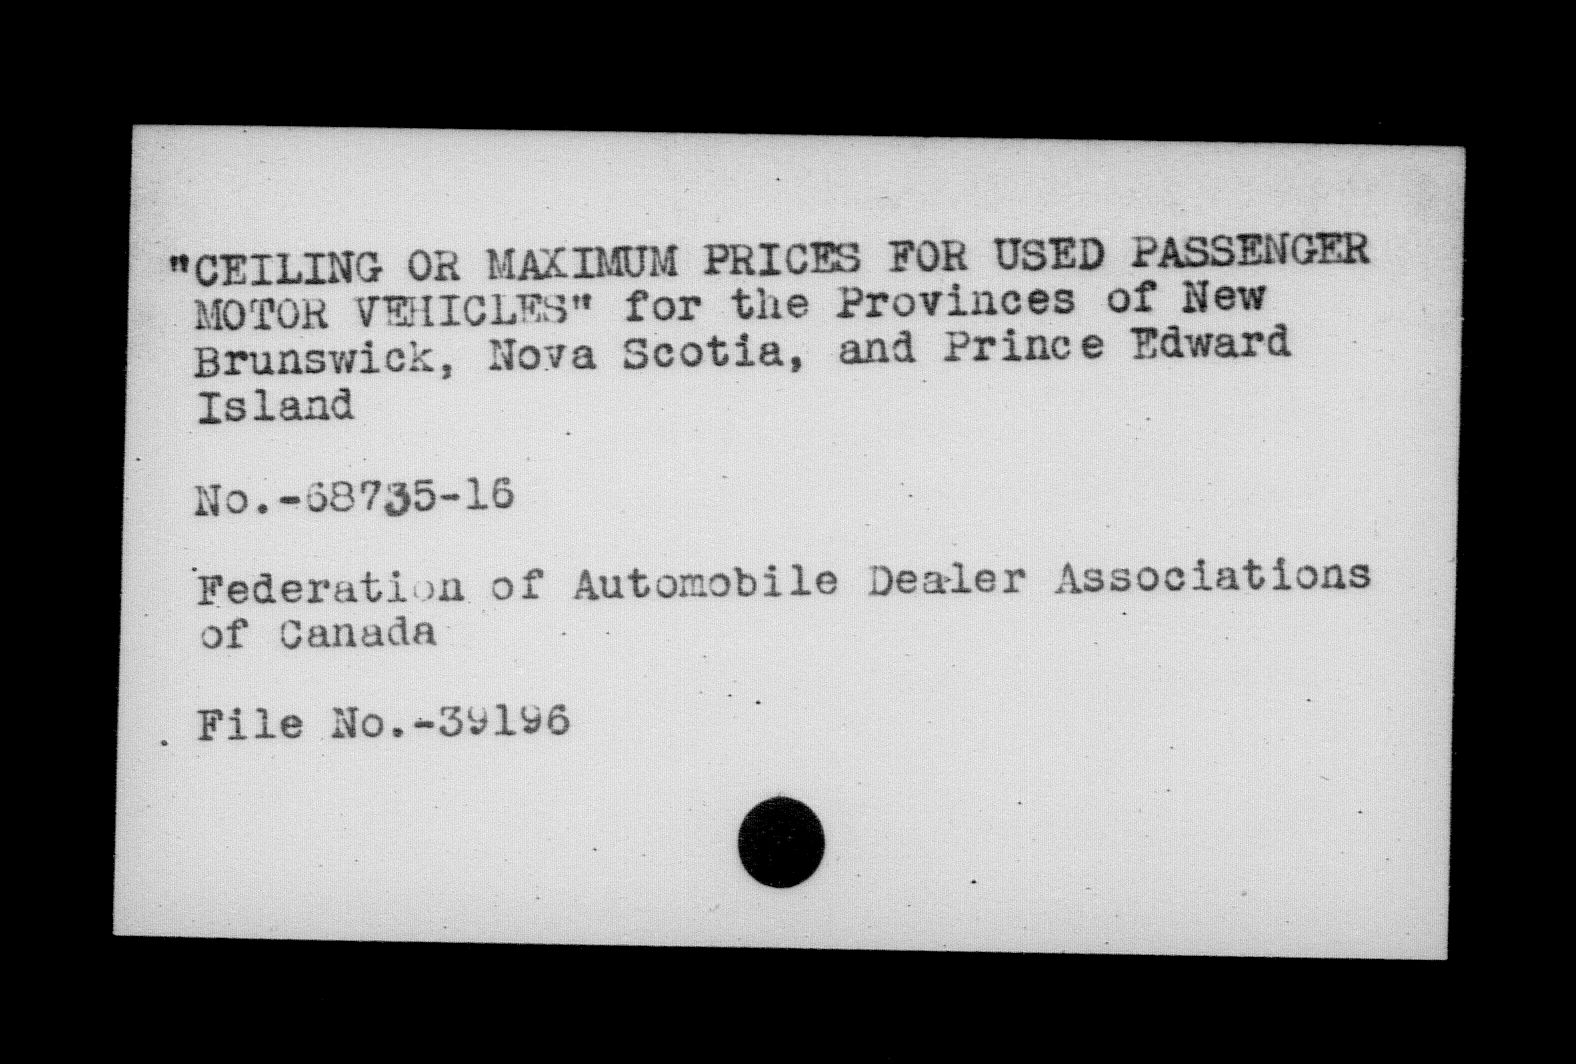 "CEILING OR MAXIMUM PRICES FOR USED PASSENGER
MOTOR VEHICLES" for the Provinces of New
Brunswick, Nova Scotia, and Prince Edward
Island
No.-68735-16
Federation of Automobile Dealer Associations
of Canada
File No.-39196